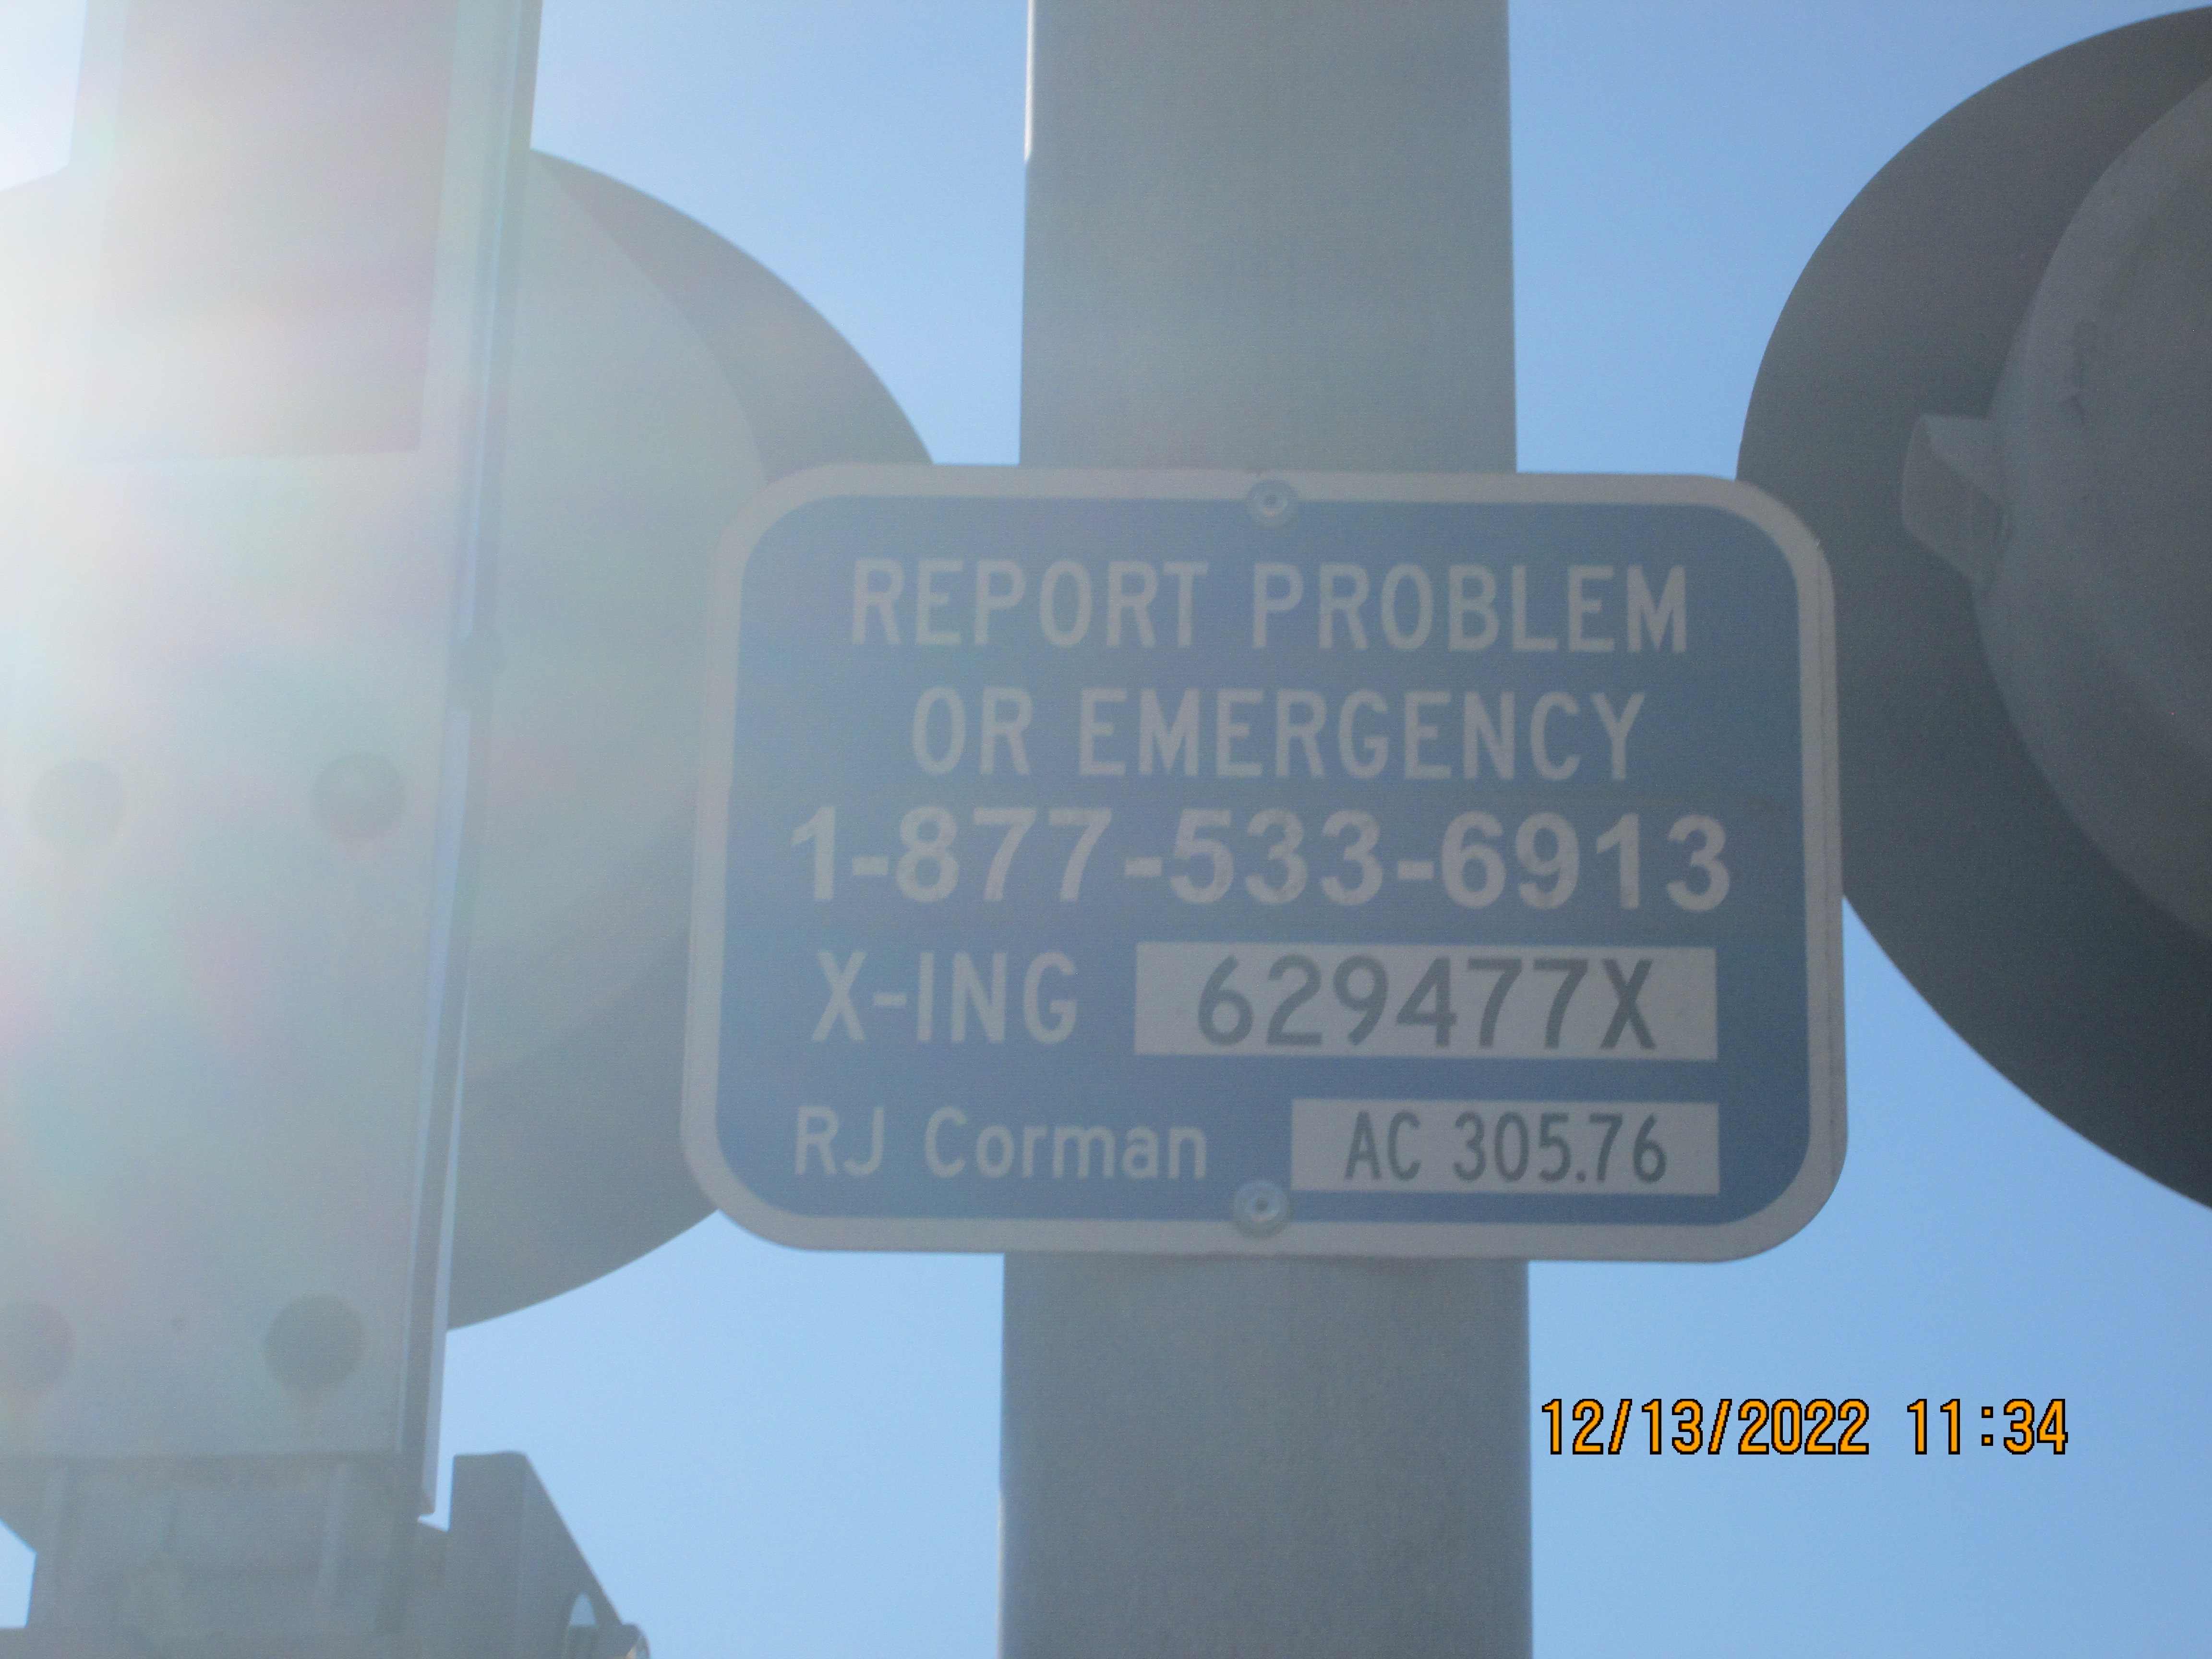 REPORT PROBLEM
OR EMERGENCY
1-877-533-6913
X-ING 629477X
RJ Corman AC 305.76
12/13/2022 11:34